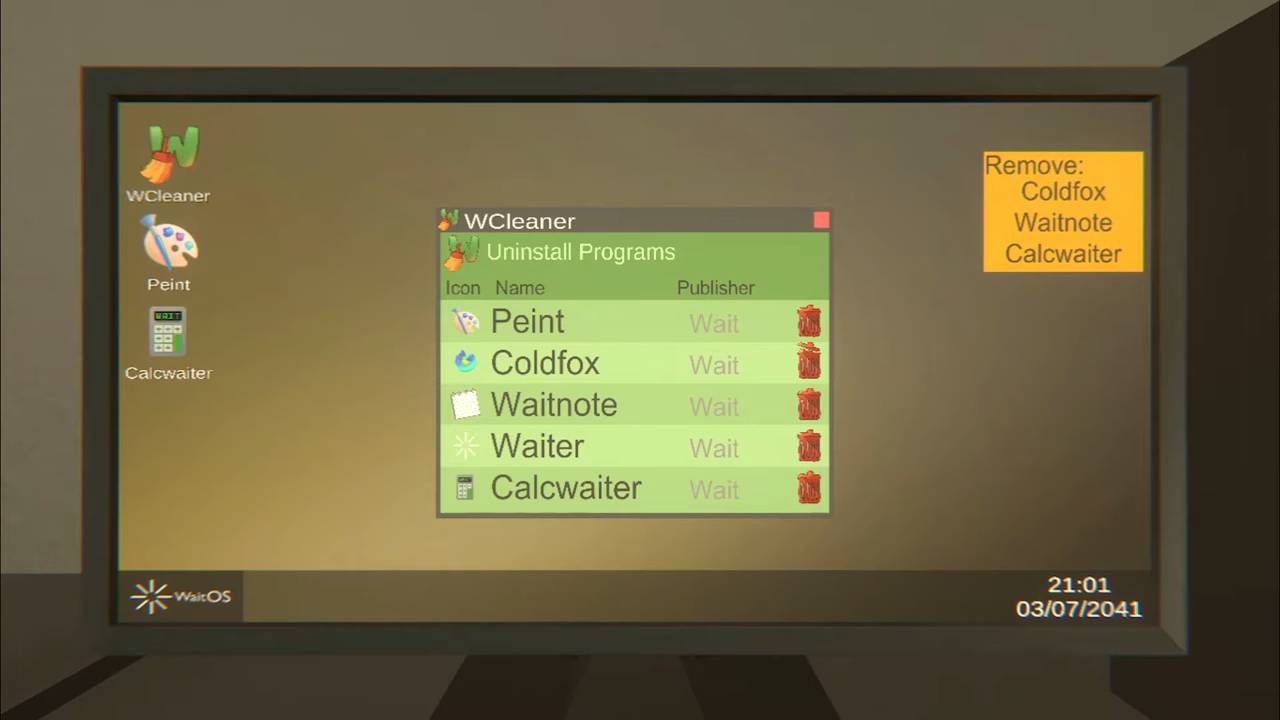 WCleaner
Peint
WAIT
Calcwaiter
WCleaner
Uninstall Programs
Icon Name Publisher
Peint Wait
Coldfox Wait
Waitnote Wait
Waiter Wait
Calcwaiter Wait
Remove:
Coldfox
Waitnote
Calcwaiter
WaitOS
21:01
03/07/2041